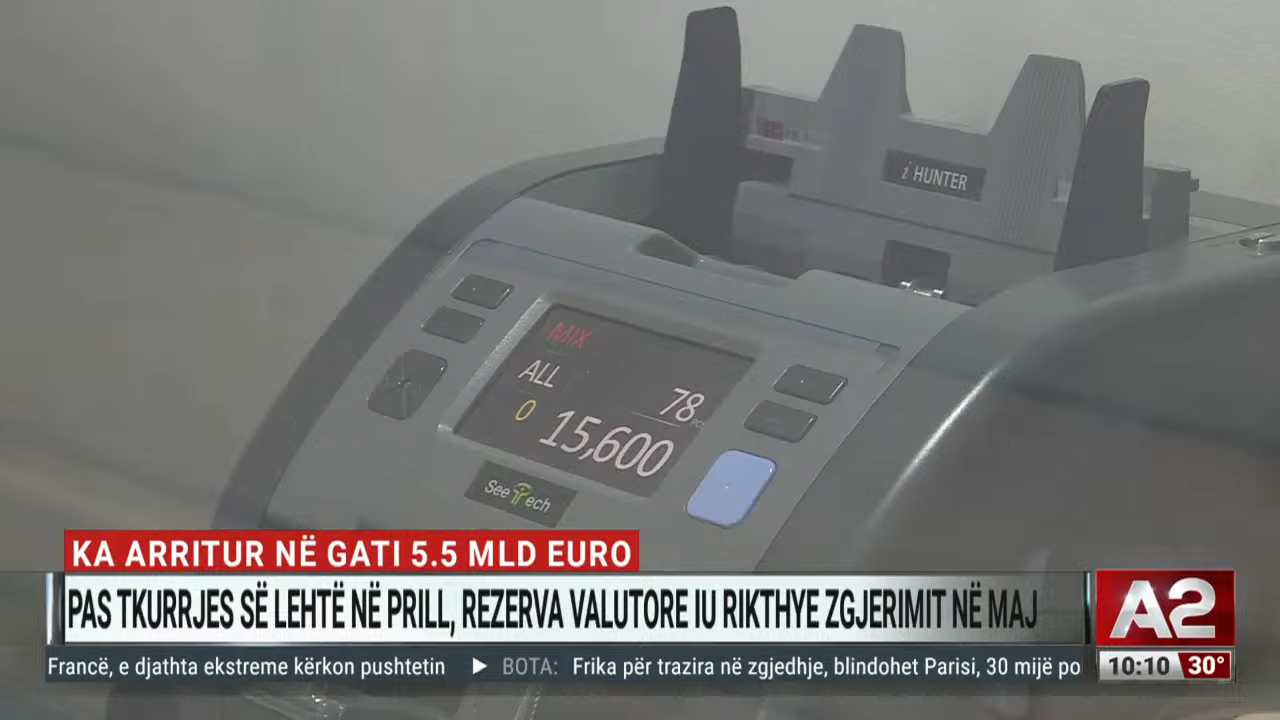 i HUNTER
MIX
ALL
78
0 15,600
SeeTech
KA ARRITUR NË GATI 5.5 MLD EURO
PAS TKURRJES SË LEHTË NË PRILL, REZERVA VALUTORE IU RIKTHYE ZGJERIMIT NË MAJ
A2
Francë, e djathta ekstreme kërkon pushtetin ▶ BOTA: Frika për trazira në zgjedhje, blindohet Parisi, 30 mijë po
10:10 30°